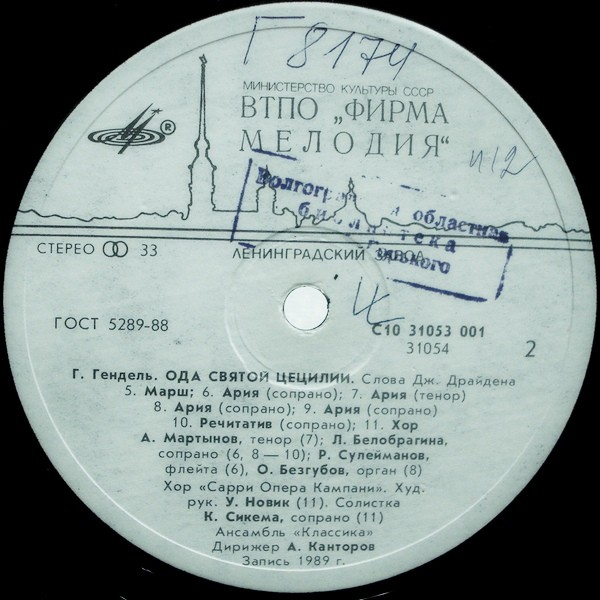 Г 8174
МИНИСТЕРСТВО КУЛЬТУРЫ СССР
ВТПО „ФИРМА
МЕЛОДИЯ“
®
областная
СТЕРЕО 33
ЛЕНИНГРАДСКИЙ ЗАВОД
ГОСТ 5289-88
С10 31053 001
31054
2
Г. Гендель. ОДА СВЯТОЙ ЦЕЦИЛИИ. Слова Дж. Драйдена
5. Марш; 6. Ария (сопрано); 7. Ария (тенор)
8. Ария (сопрано); 9. Ария (сопрано)
10. Речитатив (сопрано); 11. Хор
А. Мартынов, тенор (7); Л. Белобрагина,
сопрано (6, 8—10); Р. Сулейманов,
флейта (6), О. Безгубов, орган (8)
Хор «Сарри Опера Кампани». Худ.
рук. У. Новик (11). Солистка
К. Сикема, сопрано (11)
Ансамбль «Классика»
Дирижер А. Канторов
Запись 1989 г.